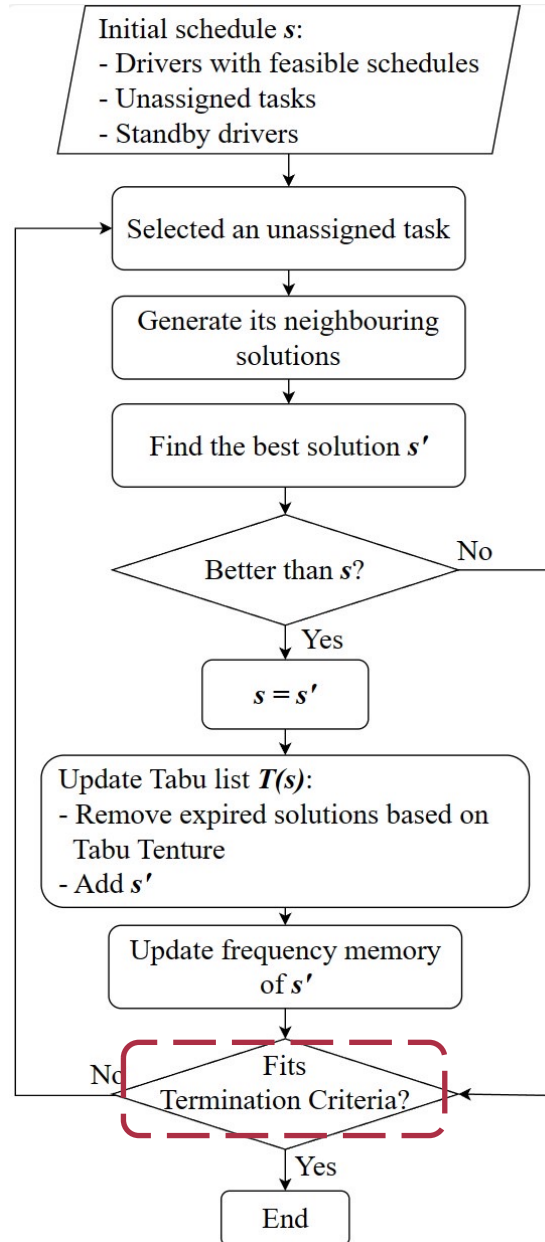 Initial schedule s:
- Drivers with feasible schedules
- Unassigned tasks
- Standby drivers
Selected an unassigned task
Generate its neighbouring
solutions
Find the best solution s'
Better than s?
No
Yes
s = s'
Update Tabu list T(s):
- Remove expired solutions based on
Tabu Tenture
- Add s'
Update frequency memory
of s'
Fits
Termination Criteria?
No
Yes
End